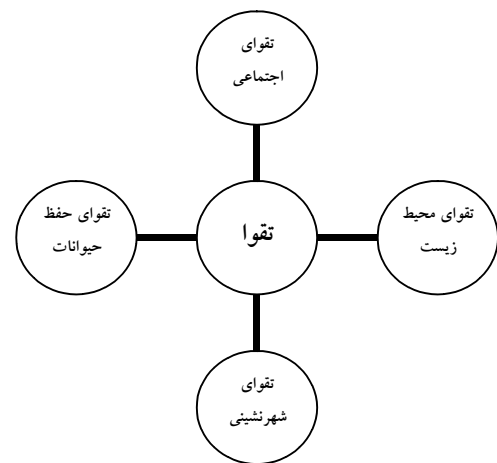 تقوای
اجتماعی
تقوای محیط
زیست
تقوا
تقوای حفظ
حیوانات
تقوای
شهرنشینی